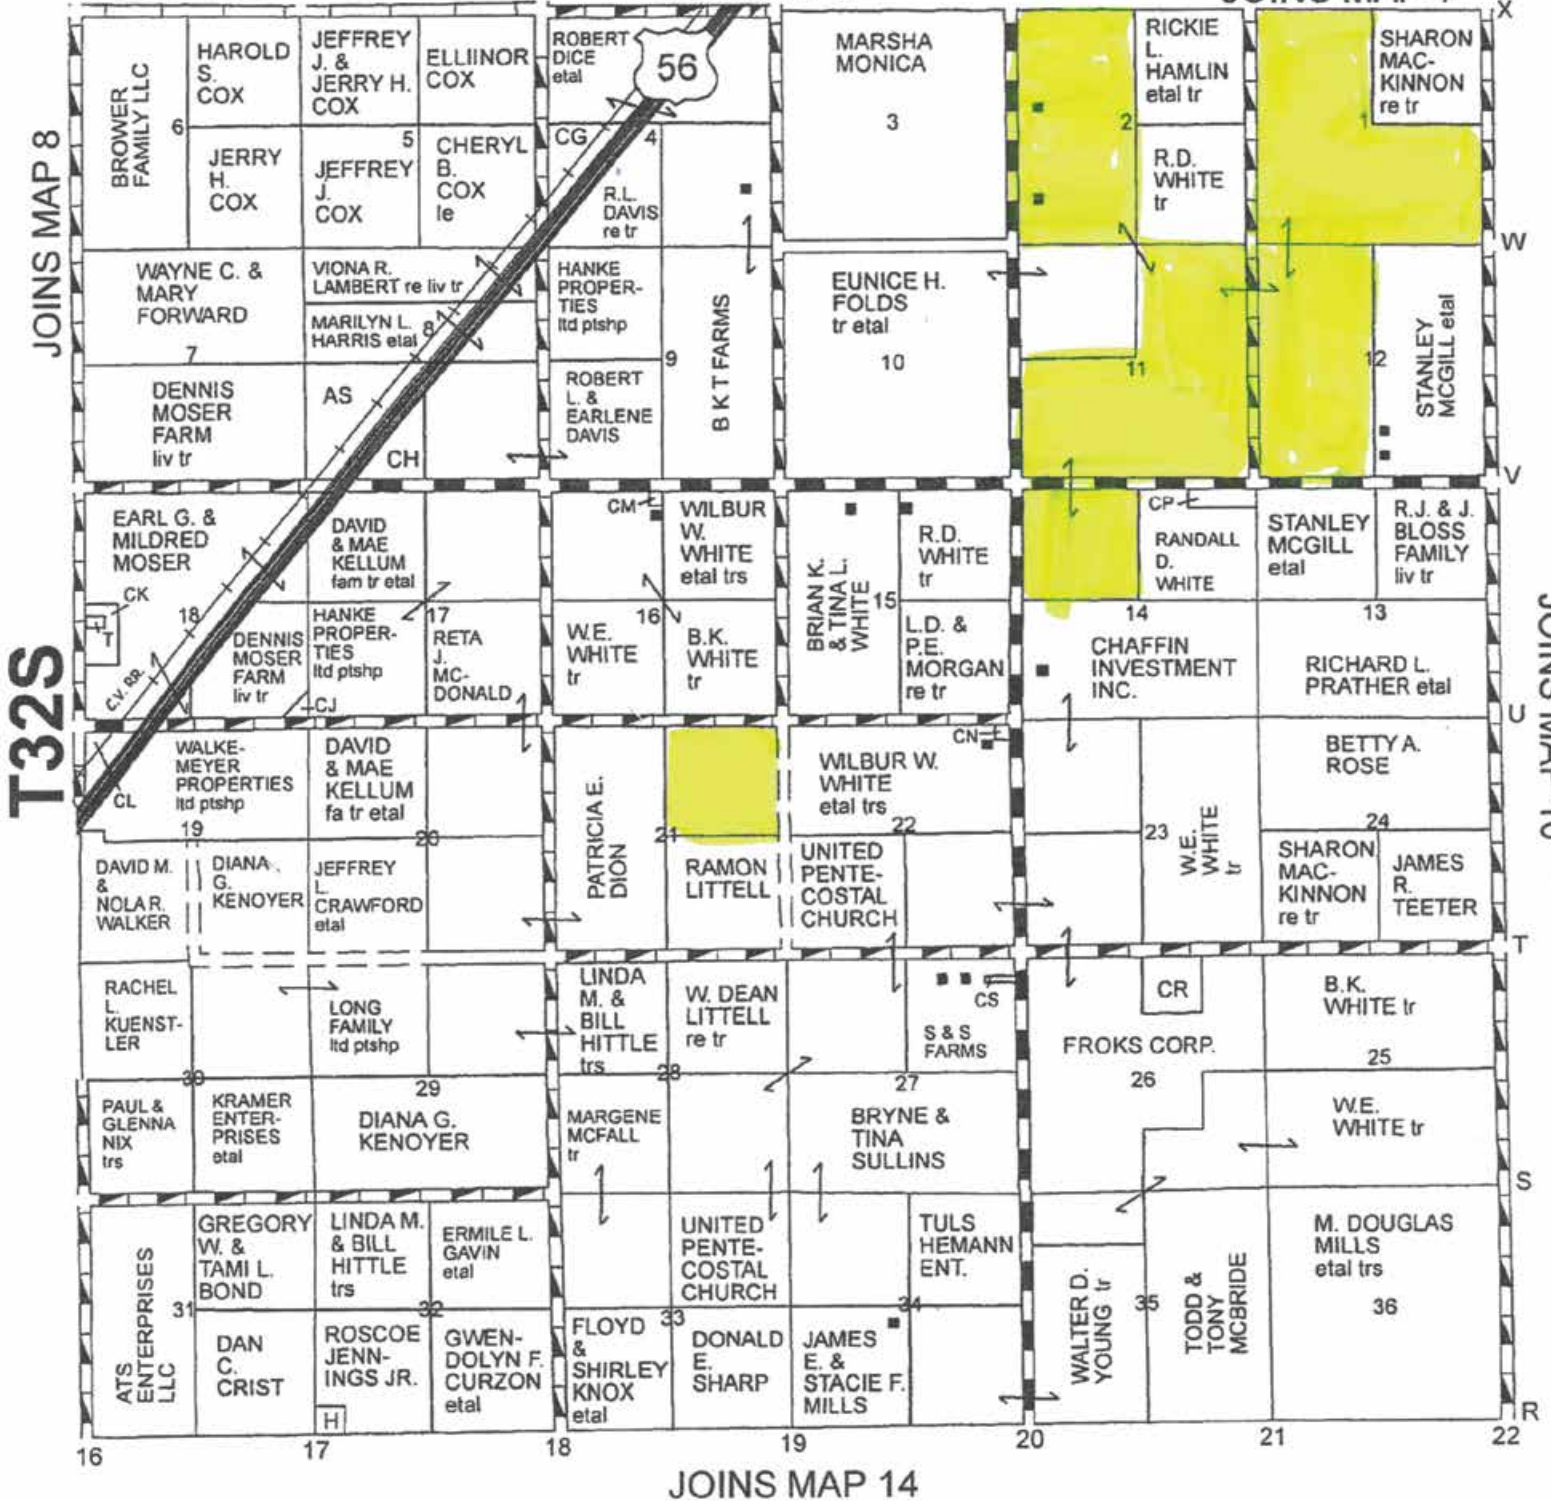 X
56
JOINS MAP 8
T32S
BROWER
FAMILY LLC
6
HAROLD
S.
COX
JEFFREY
J. &
JERRY H.
COX
ELLIINOR
COX
JERRY
H.
COX
5
JEFFREY
J.
COX
CHERYL
B.
COX
le
ROBERT
DICE
etal
CG
4
R.L.
DAVIS
re tr
MARSHA
MONICA
3
2
RICKIE
L.
HAMLIN
etal tr
R.D.
WHITE
tr
1
SHARON
MAC-
KINNON
re tr
W
WAYNE C. &
MARY
FORWARD
7
VIONA R.
LAMBERT re liv tr
MARILYN L.
HARRIS etal
8
DENNIS
MOSER
FARM
liv tr
AS
CH
HANKE
PROPER-
TIES
ltd ptshp
9
ROBERT
L. &
EARLENE
DAVIS
B K T FARMS
EUNICE H.
FOLDS
tr etal
10
11
12
STANLEY
MCGILL etal
V
EARL G. &
MILDRED
MOSER
CK
T
18
C.V. RR.
DAVID
& MAE
KELLUM
fam tr etal
DENNIS
MOSER
FARM
liv tr
HANKE
PROPER-
TIES
ltd ptshp
CJ
17
RETA
J.
MC-
DONALD
CM
WILBUR
W.
WHITE
etal trs
16
W.E.
WHITE
tr
B.K.
WHITE
tr
BRIAN K.
& TINA L.
WHITE
15
R.D.
WHITE
tr
L.D. &
P.E.
MORGAN
re tr
CP
RANDALL
D.
WHITE
STANLEY
MCGILL
etal
R.J. & J.
BLOSS
FAMILY
liv tr
14
13
CHAFFIN
INVESTMENT
INC.
RICHARD L.
PRATHER etal
U
CL
WALKE-
MEYER
PROPERTIES
ltd ptshp
19
DAVID
& MAE
KELLUM
fa tr etal
20
DAVID M.
&
NOLA R.
WALKER
DIANA
G.
KENOYER
JEFFREY
L.
CRAWFORD
etal
PATRICIA E.
DION
21
RAMON
LITTELL
CN
WILBUR W.
WHITE
etal trs
22
UNITED
PENTE-
COSTAL
CHURCH
23
W.E.
WHITE
tr
BETTY A.
ROSE
24
SHARON
MAC-
KINNON
re tr
JAMES
R.
TEETER
T
RACHEL
L.
KUENST-
LER
30
LONG
FAMILY
ltd ptshp
29
PAUL &
GLENNA
NIX
trs
KRAMER
ENTER-
PRISES
etal
DIANA G.
KENOYER
LINDA
M. &
BILL
HITTLE
trs
W. DEAN
LITTELL
re tr
28
CS
S & S
FARMS
27
MARGENE
MCFALL
tr
BRYNE &
TINA
SULLINS
CR
FROKS CORP.
26
B.K.
WHITE tr
25
W.E.
WHITE tr
S
ATS
ENTERPRISES
LLC
31
GREGORY
W. &
TAMI L.
BOND
LINDA M.
& BILL
HITTLE
trs
ERMILE L.
GAVIN
etal
32
DAN
C.
CRIST
ROSCOE
JENN-
INGS JR.
H
GWEN-
DOLYN F.
CURZON
etal
UNITED
PENTE-
COSTAL
CHURCH
33
FLOYD
&
SHIRLEY
KNOX
etal
DONALD
E.
SHARP
TULS
HEMANN
ENT.
34
JAMES
E. &
STACIE F.
MILLS
WALTER D.
YOUNG tr
35
TODD &
TONY
MCBRIDE
M. DOUGLAS
MILLS
etal trs
36
R
16
17
18
19
20
21
22
JOINS MAP 14